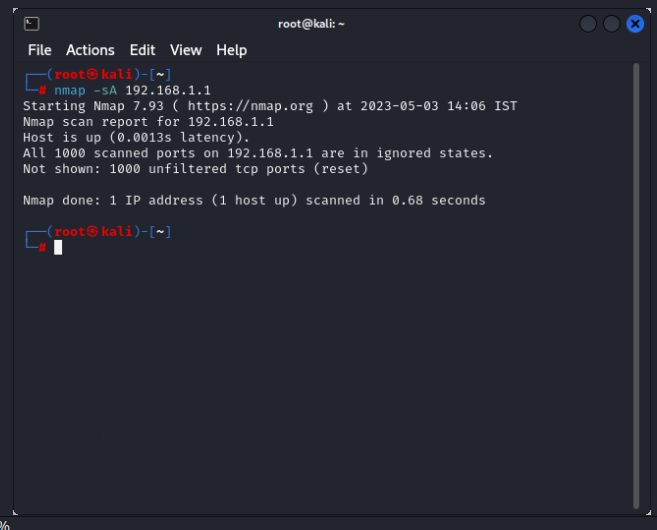 root@kali: ~
File Actions Edit View Help
┌──(root㉿kali)-[~]
└─# nmap -sA 192.168.1.1
Starting Nmap 7.93 ( https://nmap.org ) at 2023-05-03 14:06 IST
Nmap scan report for 192.168.1.1
Host is up (0.0013s latency).
All 1000 scanned ports on 192.168.1.1 are in ignored states.
Not shown: 1000 unfiltered tcp ports (reset)
Nmap done: 1 IP address (1 host up) scanned in 0.68 seconds
┌──(root㉿kali)-[~]
└─#
%